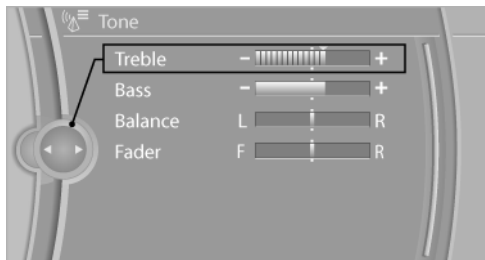 Tone
Treble - +
Bass - +
Balance L R
Fader F R